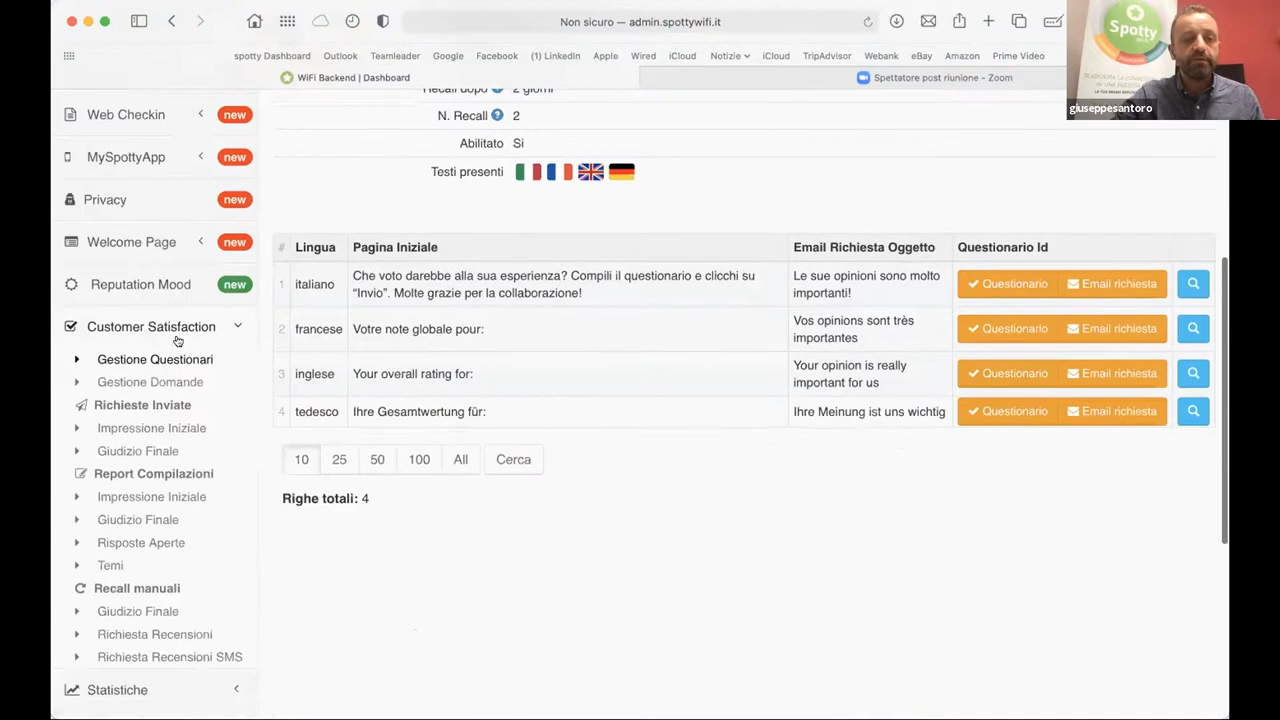 Non sicuro — admin.spottywifi.it
spotty Dashboard Outlook Teamleader Google Facebook (1) LinkedIn Apple Wired iCloud Notizie iCloud TripAdvisor Webank eBay Amazon Prime Video
WiFi Backend | Dashboard
Spettatore post riunione - Zoom
Spotty
WiFi
giuseppesantoro
Web Checkin new
MySpottyApp new
Privacy new
Welcome Page new
Reputation Mood new
Customer Satisfaction
Gestione Questionari
Gestione Domande
Richieste Inviate
Impressione Iniziale
Giudizio Finale
Report Compilazioni
Impressione Iniziale
Giudizio Finale
Risposte Aperte
Temi
Recall manuali
Giudizio Finale
Richiesta Recensioni
Richiesta Recensioni SMS
Statistiche
Recall dopo 2 giorni
N. Recall 2
Abilitato Si
Testi presenti
# Lingua Pagina Iniziale Email Richiesta Oggetto Questionario Id
1 italiano Che voto darebbe alla sua esperienza? Compili il questionario e clicchi su
“Invio”. Molte grazie per la collaborazione!
Le sue opinioni sono molto
importanti!
Questionario Email richiesta
2 francese Votre note globale pour:
Vos opinions sont très
importantes
Questionario Email richiesta
3 inglese Your overall rating for:
Your opinion is really
important for us
Questionario Email richiesta
4 tedesco Ihre Gesamtwertung für: Ihre Meinung ist uns wichtig Questionario Email richiesta
10 25 50 100 All Cerca
Righe totali: 4